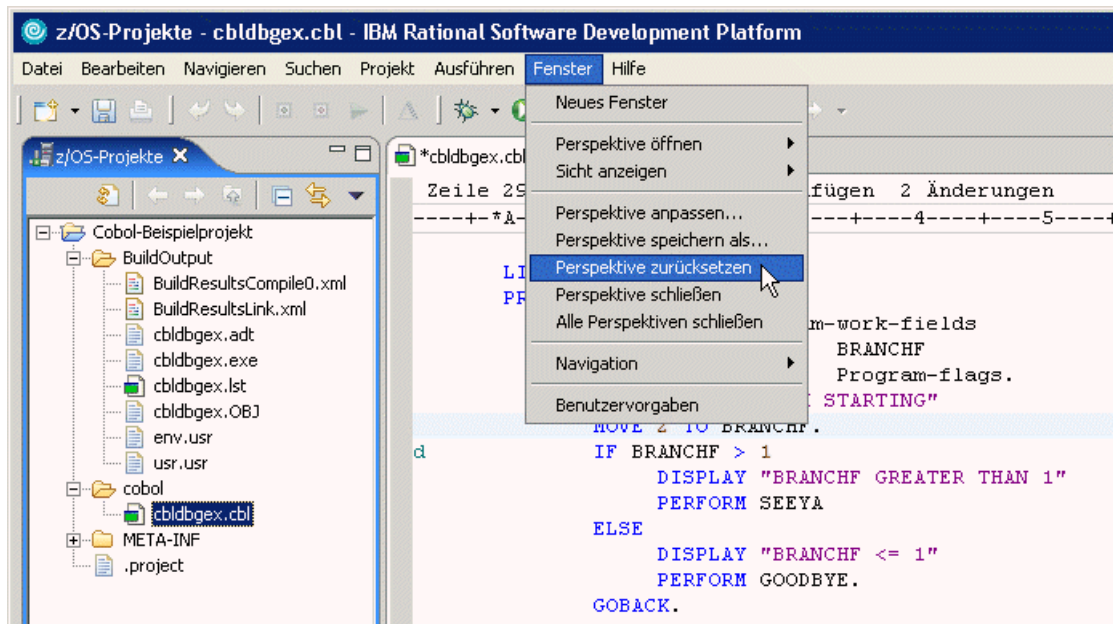 z/OS-Projekte - cbldbgex.cbl - IBM Rational Software Development Platform
Datei Bearbeiten Navigieren Suchen Projekt Ausführen Fenster Hilfe
z/OS-Projekte
Cobol-Beispielprojekt
BuildOutput
BuildResultsCompile0.xml
BuildResultsLink.xml
cbldbgex.adt
cbldbgex.exe
cbldbgex.lst
cbldbgex.OBJ
env.usr
usr.usr
cobol
cbldbgex.cbl
META-INF
.project
Neues Fenster
Perspektive öffnen
Sicht anzeigen
Perspektive anpassen...
Perspektive speichern als...
Perspektive zurücksetzen
Perspektive schließen
Alle Perspektiven schließen
Navigation
Benutzervorgaben
*cbldbgex.cbl
Zeile 29 fügen 2 Änderungen
----+-*A- ---+----4----+----5----+
LI
PR
m-work-fields
BRANCHF
Program-flags.
STARTING"
MOVE 2 TO BRANCHF.
d IF BRANCHF > 1
DISPLAY "BRANCHF GREATER THAN 1"
PERFORM SEEYA
ELSE
DISPLAY "BRANCHF <= 1"
PERFORM GOODBYE.
GOBACK.